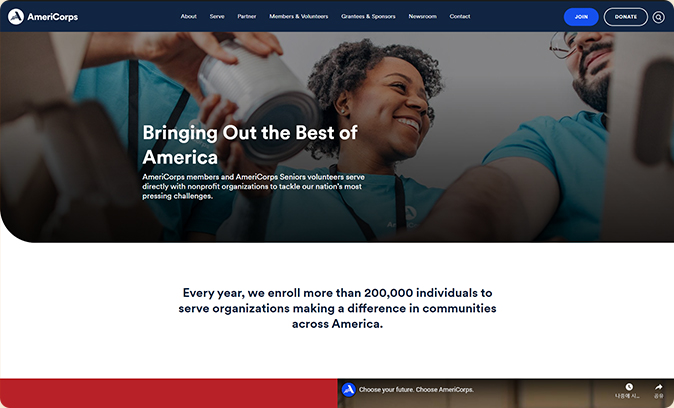 AmeriCorps
About Serve Partner Members & Volunteers Grantees & Sponsors Newsroom Contact JOIN DONATE
Bringing Out the Best of
America
AmeriCorps members and AmeriCorps Seniors volunteers serve
directly with nonprofit organizations to tackle our nation's most
pressing challenges.
Every year, we enroll more than 200,000 individuals to
serve organizations making a difference in communities
across America.
Choose your future. Choose AmeriCorps.
나중에 시... 공유